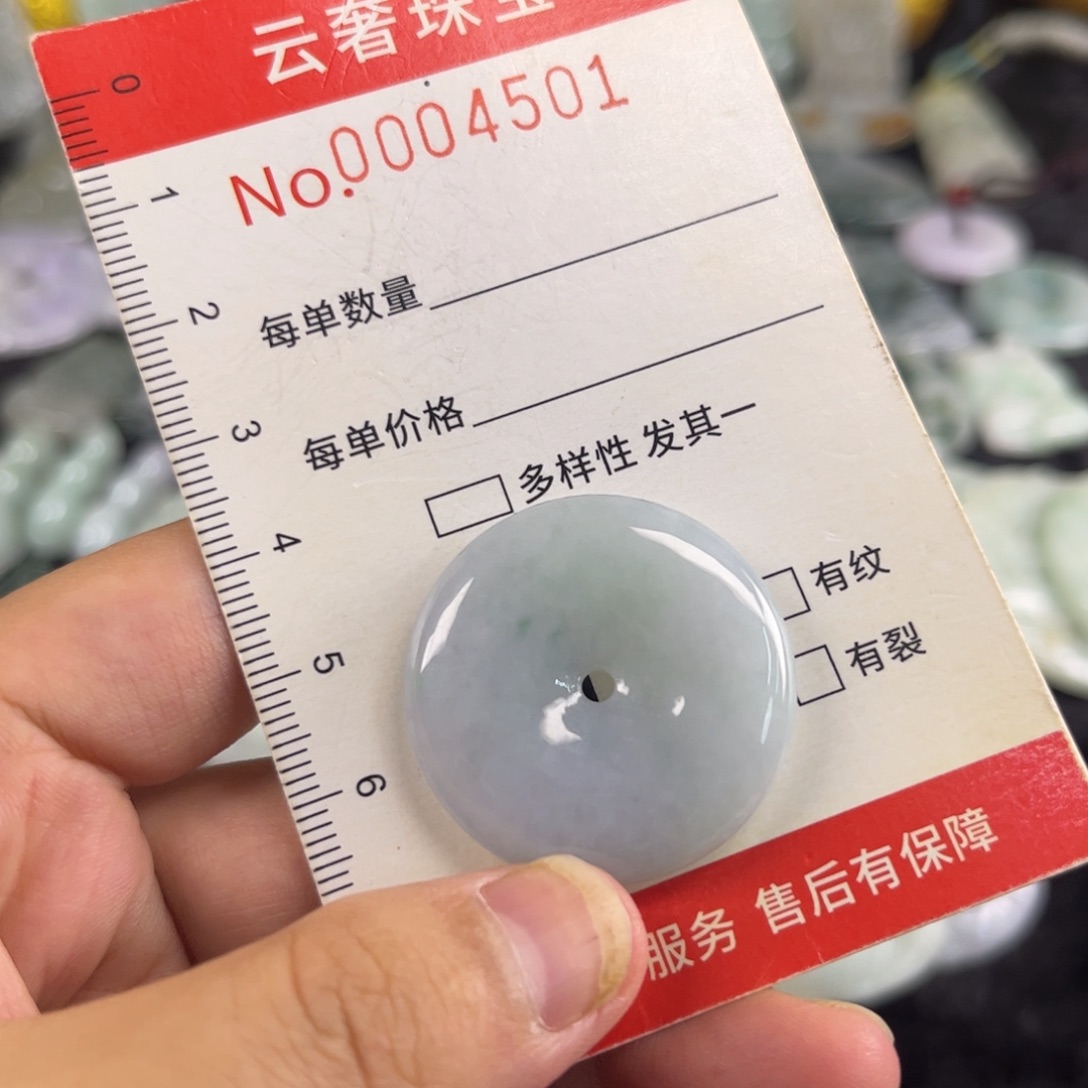 云奢珠宝
No.0004501
每单数量
每单价格
多样性 发其一
有纹
有裂
服务 售后有保障
0
1
2
3
4
5
6